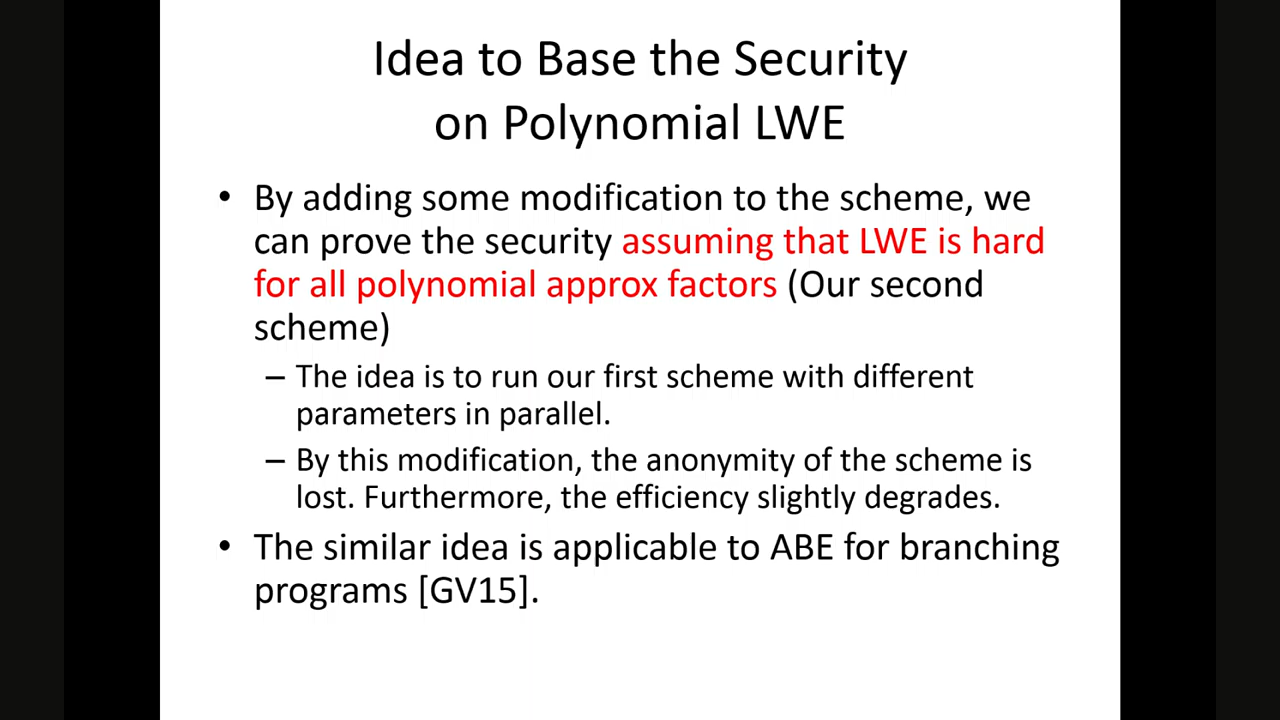 Idea to Base the Security
on Polynomial LWE
• By adding some modification to the scheme, we
can prove the security assuming that LWE is hard
for all polynomial approx factors (Our second
scheme)
– The idea is to run our first scheme with different
parameters in parallel.
– By this modification, the anonymity of the scheme is
lost. Furthermore, the efficiency slightly degrades.
• The similar idea is applicable to ABE for branching
programs [GV15].